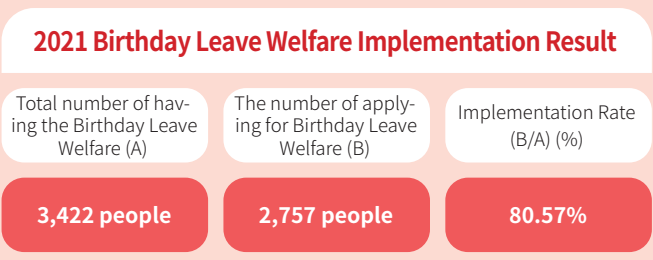 2021 Birthday Leave Welfare Implementation Result
Total number of hav-
ing the Birthday Leave
Welfare (A)
The number of apply-
ing for Birthday Leave
Welfare (B)
Implementation Rate
(B/A) (%)
3,422 people
2,757 people
80.57%